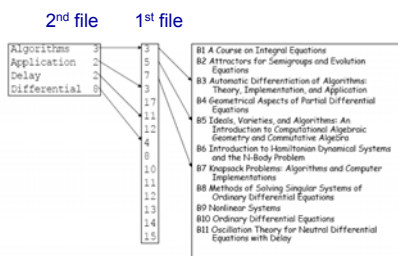 2nd file 1st file
Algorithms 3
Application 2
Delay 2
Differential 8
3
5
7
3
17
11
12
4
8
10
11
12
13
14
15
B1 A Course on Integral Equations
B2 Attractors for Semigroups and Evolution
Equations
B3 Automatic Differentiation of Algorithms:
Theory, Implementation, and Application
B4 Geometrical Aspects of Partial Differential
Equations
B5 Ideals, Varieties, and Algorithms: An
Introduction to Computational Algebraic
Geometry and Commutative Algebra
B6 Introduction to Hamiltonian Dynamical Systems
and the N-Body Problem
B7 Knapsack Problems: Algorithms and Computer
Implementations
B8 Methods of Solving Singular Systems of
Ordinary Differential Equations
B9 Nonlinear Systems
B10 Ordinary Differential Equations
B11 Oscillation Theory for Neutral Differential
Equations with Delay